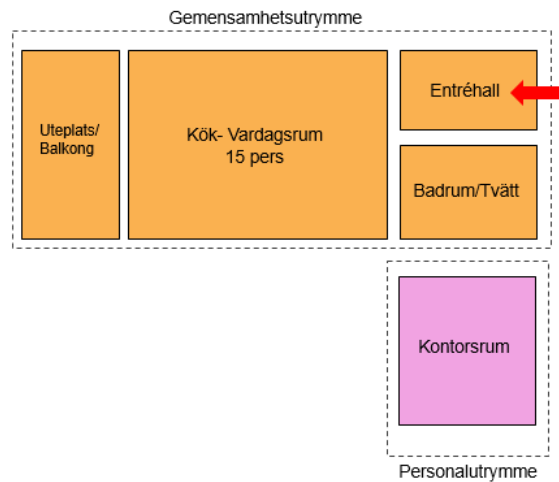 Gemensamhetsutrymme
Entréhall
Uteplats/
Balkong
Kök- Vardagsrum
15 pers
Badrum/Tvätt
Kontorsrum
Personalutrymme